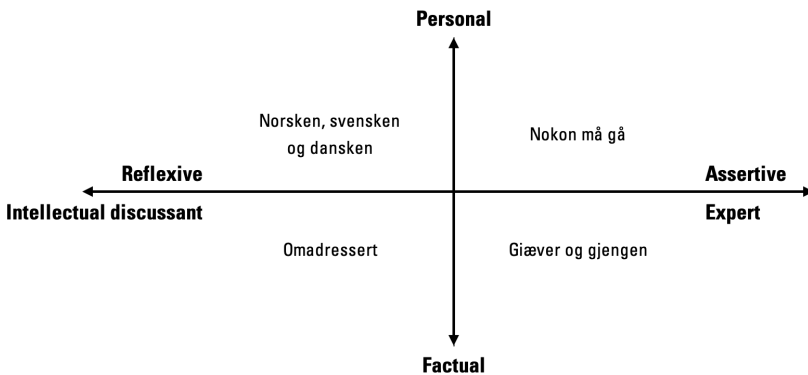 Personal
Norsken, svensken
og dansken
Nokon må gå
Reflexive
Assertive
Intellectual discussant
Expert
Omadressert
Giæver og gjengen
Factual